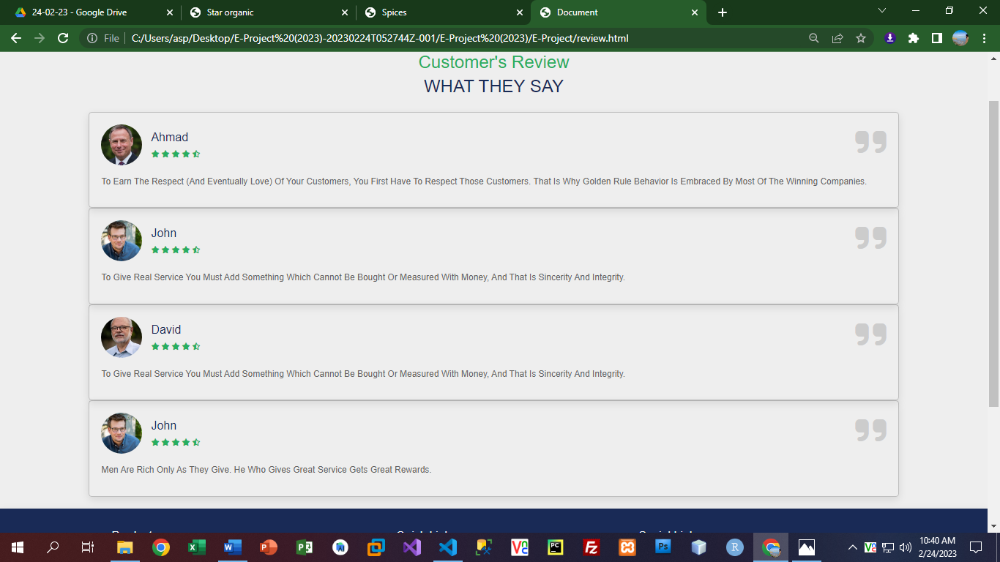 24-02-23 - Google Drive
Star organic
Spices
Document
File
C:/Users/asp/Desktop/E-Project%20(2023)-20230224T052744Z-001/E-Project%20(2023)/E-Project/review.html
Customer's Review
WHAT THEY SAY
Ahmad
To Earn The Respect (And Eventually Love) Of Your Customers, You First Have To Respect Those Customers. That Is Why Golden Rule Behavior Is Embraced By Most Of The Winning Companies.
John
To Give Real Service You Must Add Something Which Cannot Be Bought Or Measured With Money, And That Is Sincerity And Integrity.
David
To Give Real Service You Must Add Something Which Cannot Be Bought Or Measured With Money, And That Is Sincerity And Integrity.
John
Men Are Rich Only As They Give. He Who Gives Great Service Gets Great Rewards.
10:40 AM
2/24/2023